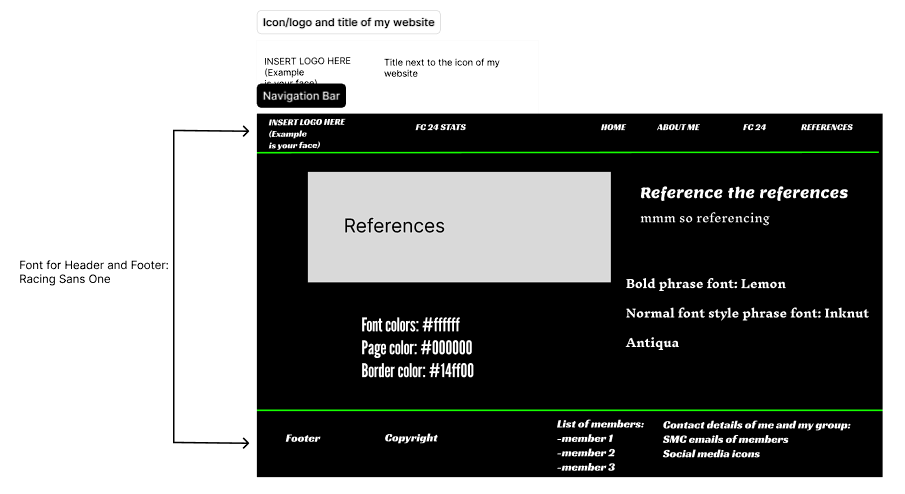 Icon/logo and title of my website
INSERT LOGO HERE
(Example
is your face)
Title next to the icon of my
website
Navigation Bar
INSERT LOGO HERE
(Example
is your face)
FC 24 STATS
HOME
ABOUT ME
FC 24
REFERENCES
References
Reference the references
mmm so referencing
Font for Header and Footer:
Racing Sans One
Bold phrase font: Lemon
Normal font style phrase font: Inknut
Antiqua
Font colors: #ffffff
Page color: #000000
Border color: #14ff00
Footer
Copyright
List of members:
-member 1
-member 2
-member 3
Contact details of me and my group:
SMC emails of members
Social media icons